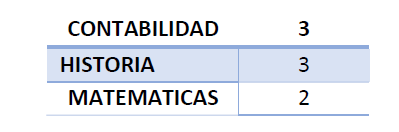 CONTABILIDAD 3
HISTORIA 3
MATEMATICAS 2